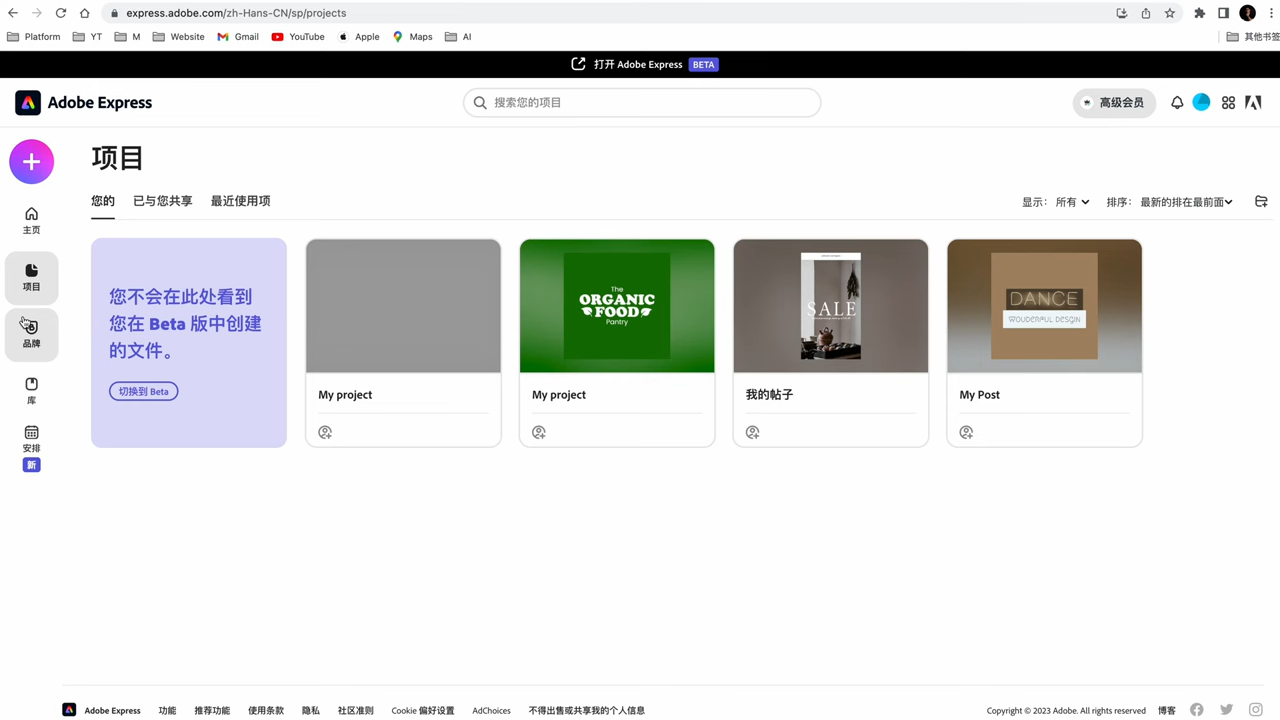 express.adobe.com/zh-Hans-CN/sp/projects
Platform YT M Website Gmail YouTube Apple Maps AI 其他书签
打开 Adobe Express BETA
Adobe Express 搜索您的项目 高级会员
项目
您的 已与您共享 最近使用项 显示: 所有 排序: 最新的排在最前面
主页
项目
品牌
库
安排
新
您不会在此处看到
您在 Beta 版中创建
的文件。
切换到 Beta
My project
The
ORGANIC
FOOD
Pantry
My project
SALE
我的帖子
DANCE
WOUDERFUL DESGIN
My Post
Adobe Express 功能 推荐功能 使用条款 隐私 社区准则 Cookie 偏好设置 AdChoices 不得出售或共享我的个人信息 Copyright © 2023 Adobe. All rights reserved 博客